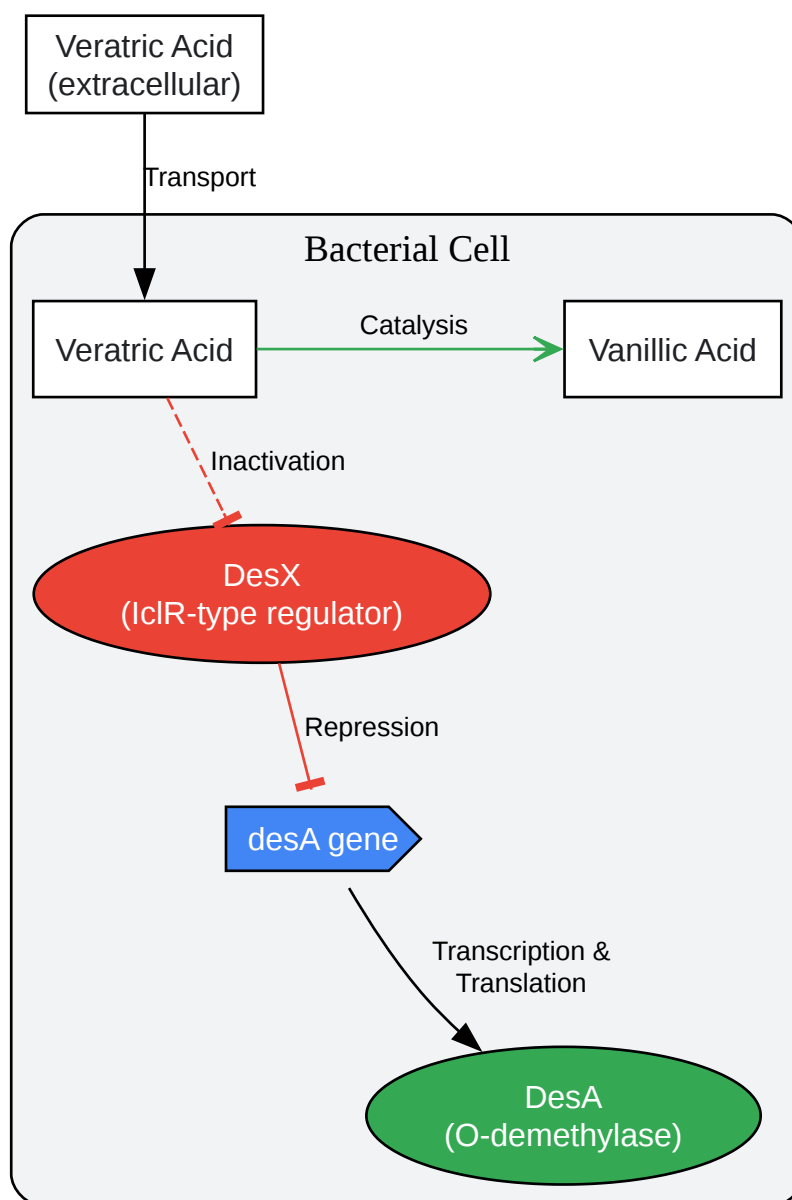 Veratric Acid
(extracellular)
Transport
Bacterial Cell
Veratric Acid
Catalysis
Vanillic Acid
Inactivation
DesX
(IclR-type regulator)
Repression
desA gene
Transcription &
Translation
DesA
(O-demethylase)